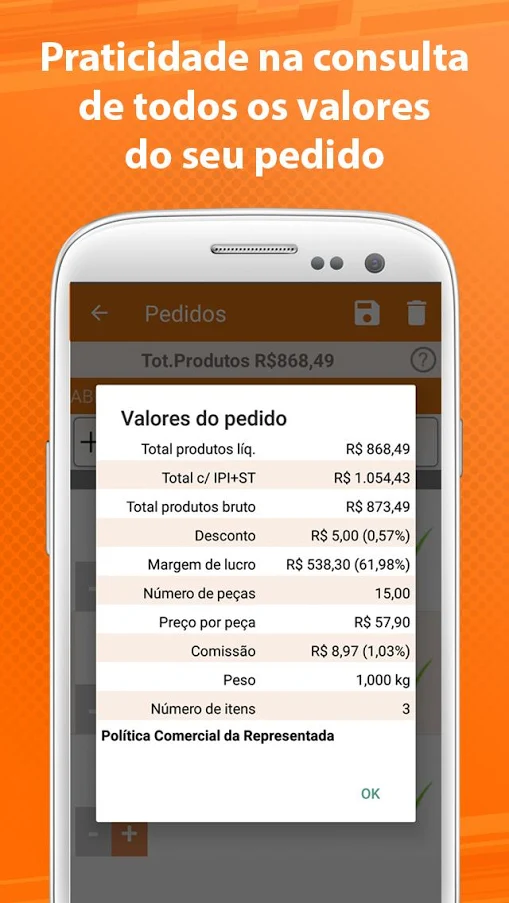 Praticidade na consulta
de todos os valores
do seu pedido
Pedidos
Tot.Produtos R$868,49
?
AB
+
Valores do pedido
Total produtos líq. R$ 868,49
Total c/ IPI+ST R$ 1.054,43
Total produtos bruto R$ 873,49
Desconto R$ 5,00 (0,57%)
Margem de lucro R$ 538,30 (61,98%)
Número de peças 15,00
Preço por peça R$ 57,90
Comissão R$ 8,97 (1,03%)
Peso 1,000 kg
Número de itens 3
Política Comercial da Representada
OK
- +